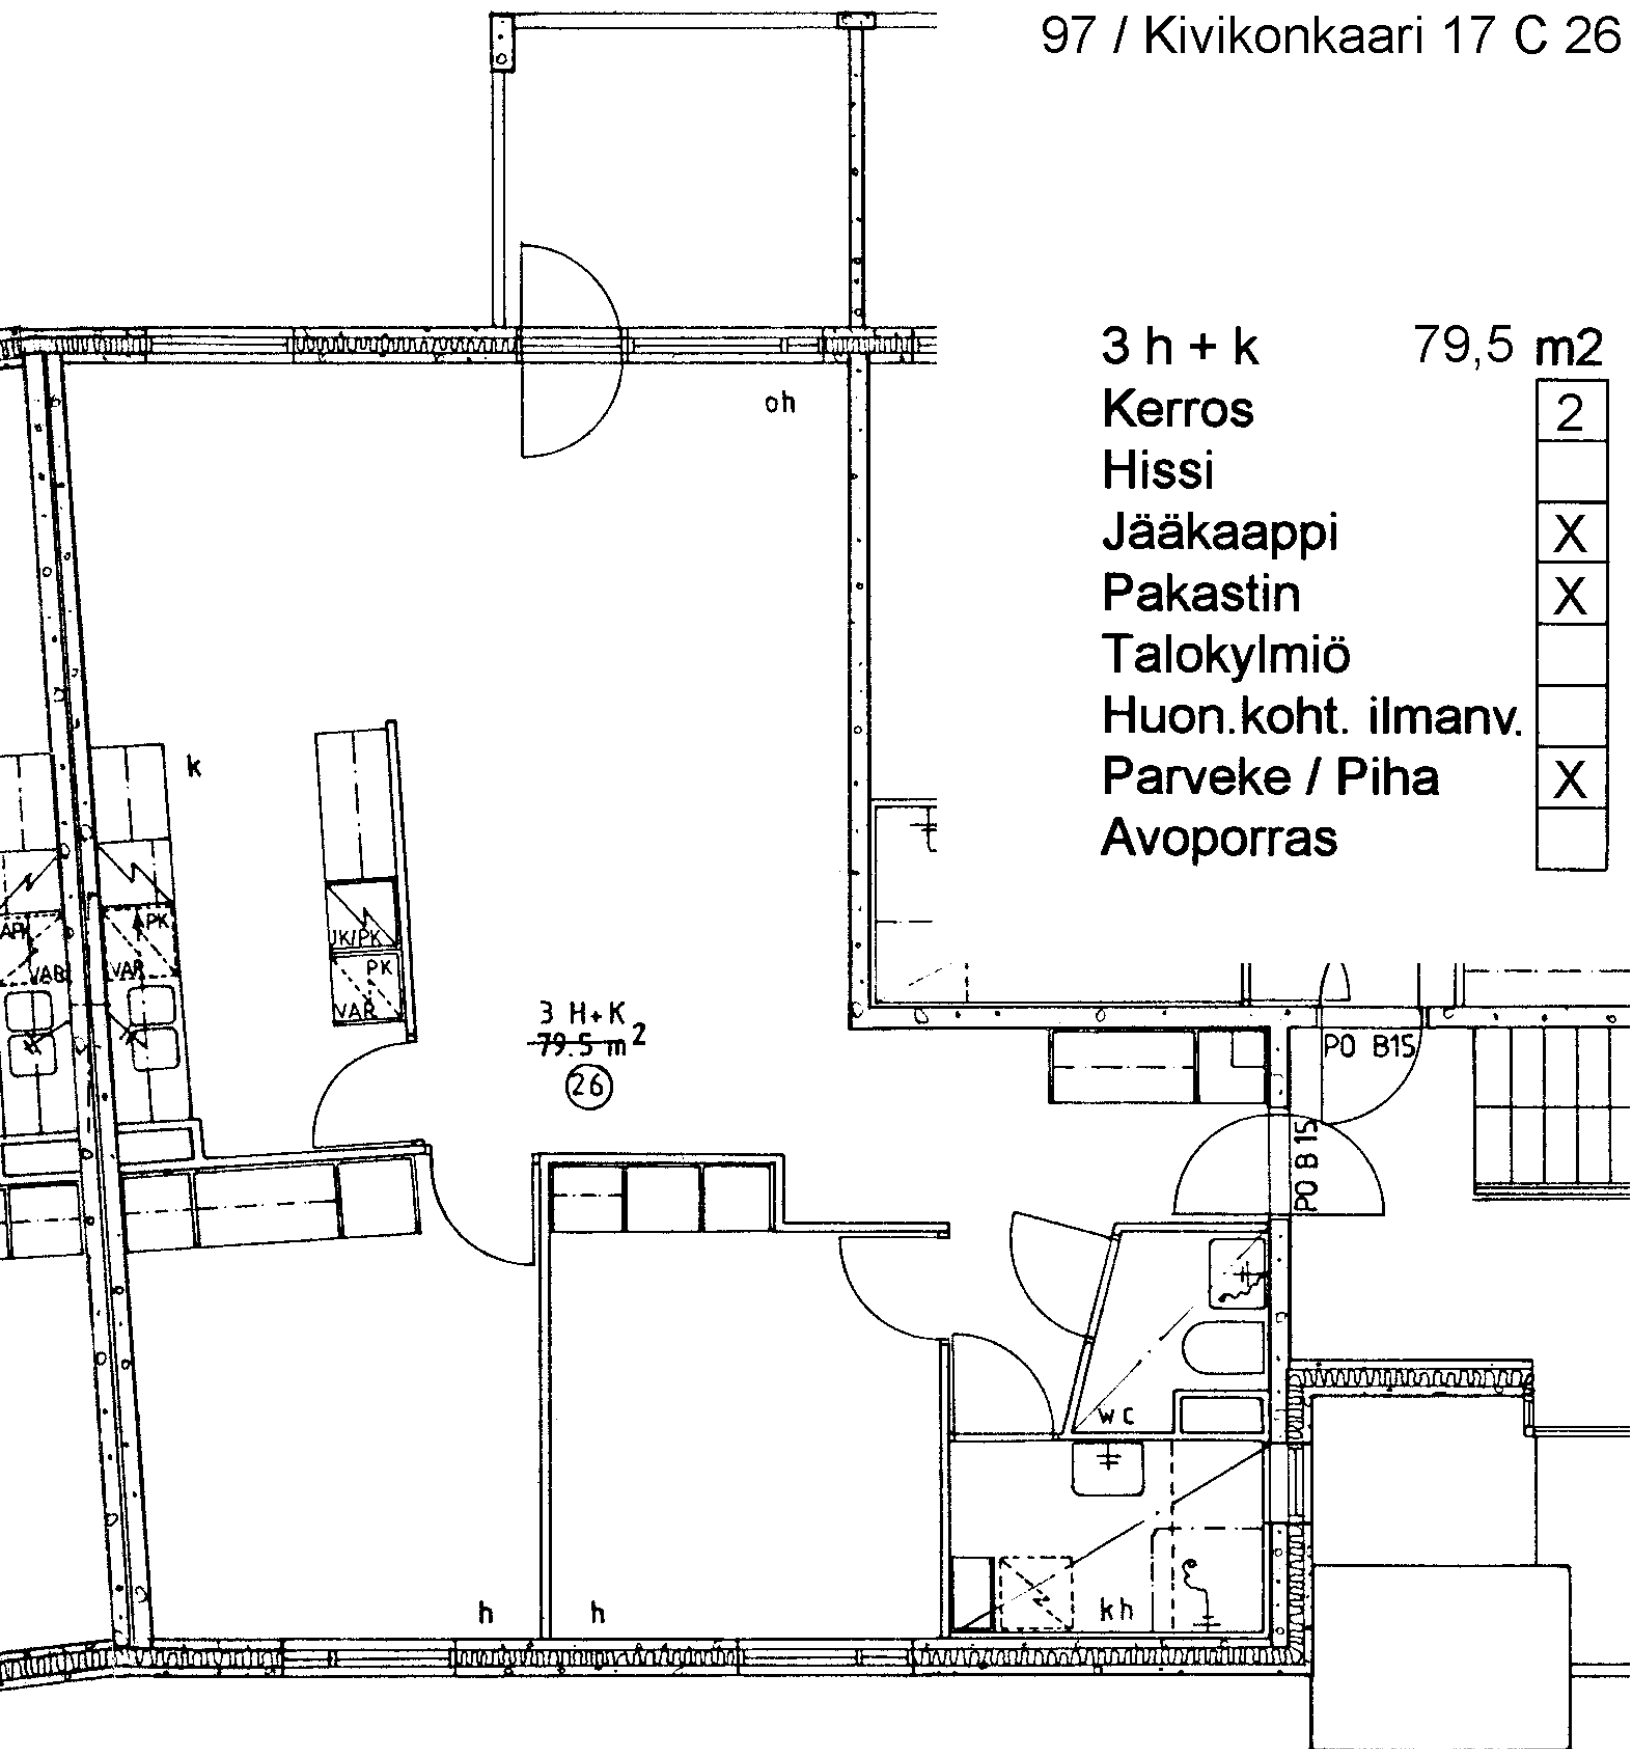 97 / Kivikonkaari 17 C 26
3 h + k 79,5 m2
Kerros 2
Hissi
Jääkaappi X
Pakastin X
Talokylmiö
Huon.koht. ilmanv.
Parveke / Piha X
Avoporras
oh
k
PK
VAR
JK/PK
PK
VAR
VAR
3 H+K
79.5 m²
26
PO B15
PO B15
WC
kh
h
h